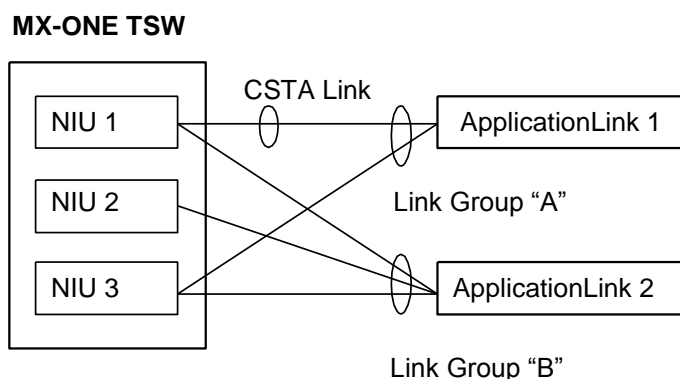 MX-ONE TSW
CSTA Link
NIU 1
ApplicationLink 1
NIU 2
Link Group “A”
NIU 3
ApplicationLink 2
Link Group “B”